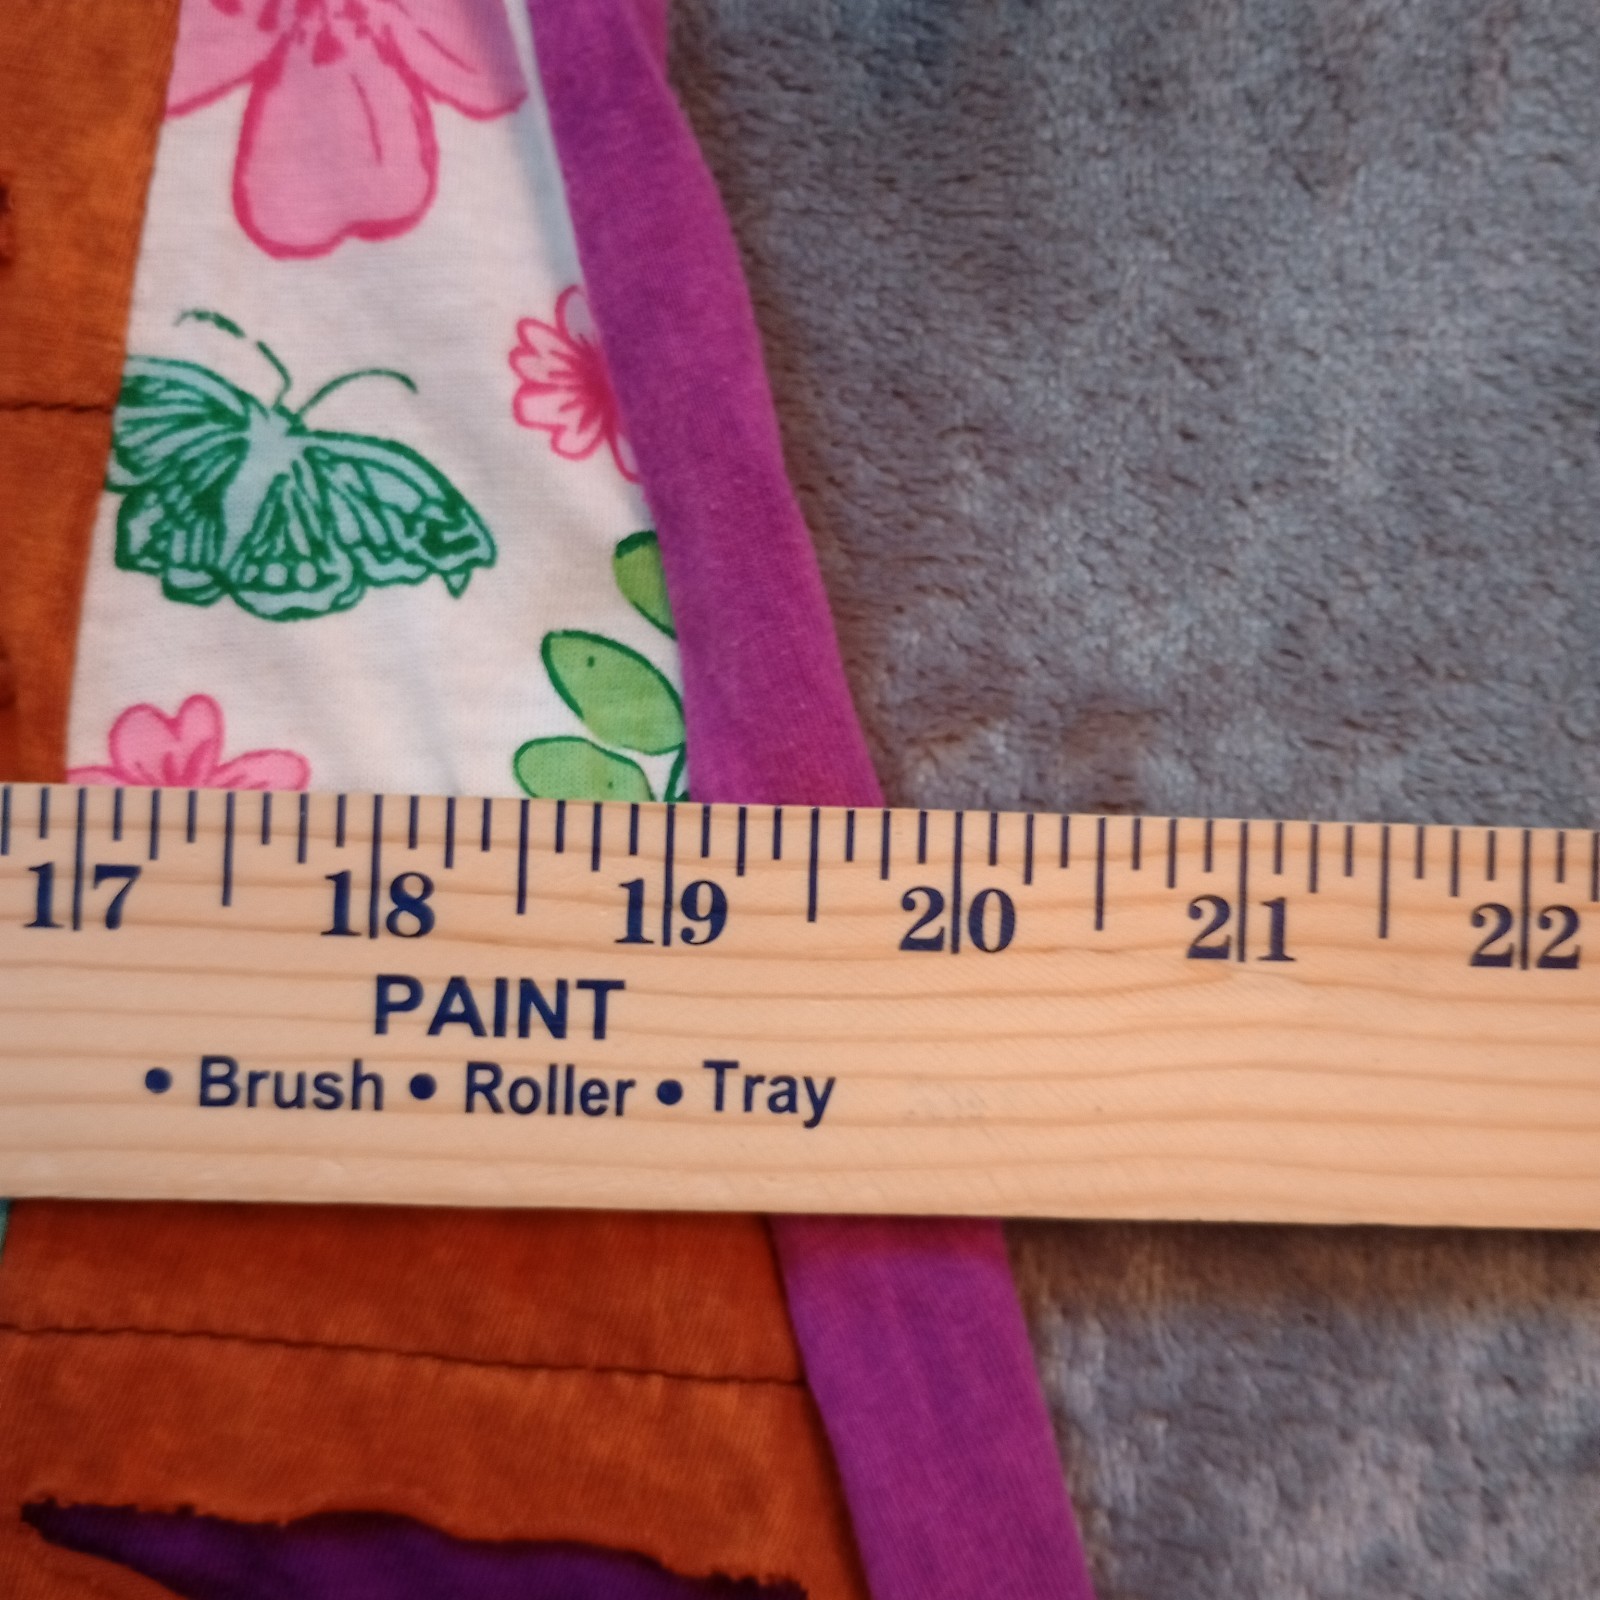 17 18 19 20 21 22
PAINT
• Brush • Roller • Tray